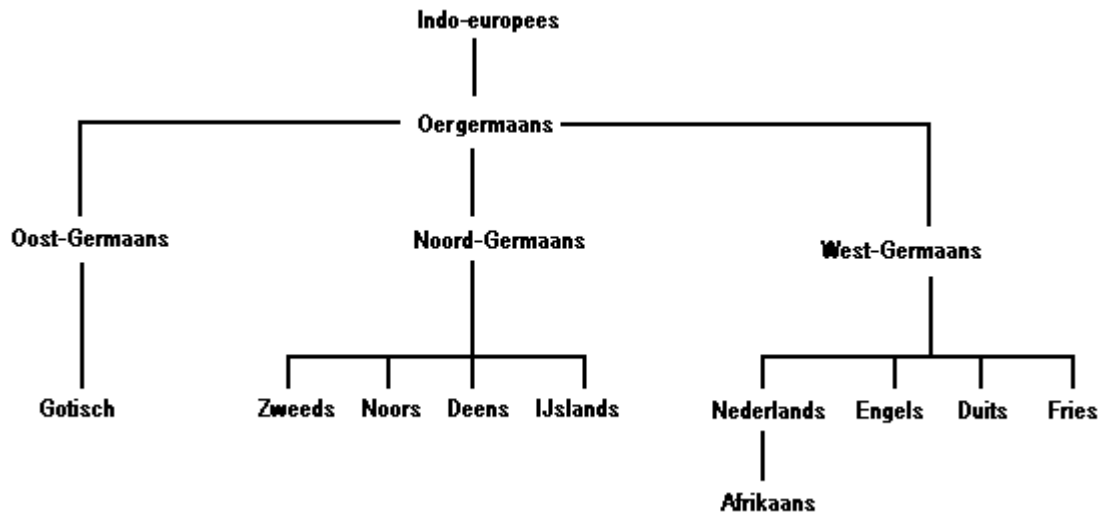 Indo-europees
Oergermaans
Oost-Germaans
Noord-Germaans
West-Germaans
Gotisch
Zweeds
Noors
Deens
IJslands
Nederlands
Engels
Duits
Fries
Afrikaans